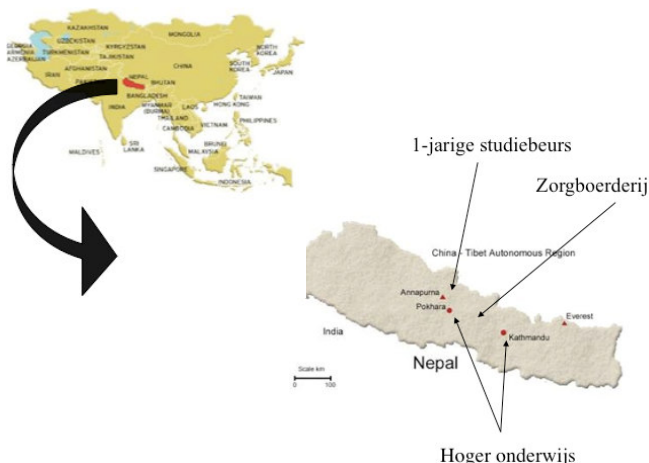 KAZAKHSTAN
MONGOLIA
GEORGIA
ARMENIA
AZERBAIJAN
UZBEKISTAN
TURKMENISTAN
KYRGYZSTAN
TAJIKISTAN
NORTH
KOREA
SOUTH
KOREA
JAPAN
CHINA
AFGHANISTAN
IRAN
NEPAL
BHUTAN
BANGLADESH
INDIA
MYANMAR
(BURMA)
LAOS
TAIWAN
HONG KONG
THAILAND
VIETNAM
PHILIPPINES
CAMBODIA
SRI
LANKA
MALDIVES
BRUNEI
MALAYSIA
SINGAPORE
INDONESIA
1-jarige studiebeurs
Zorgboerderij
China - Tibet Autonomous Region
Annapurna
Pokhara
Everest
India
Kathmandu
Nepal
Scale km
0 100
Hoger onderwijs